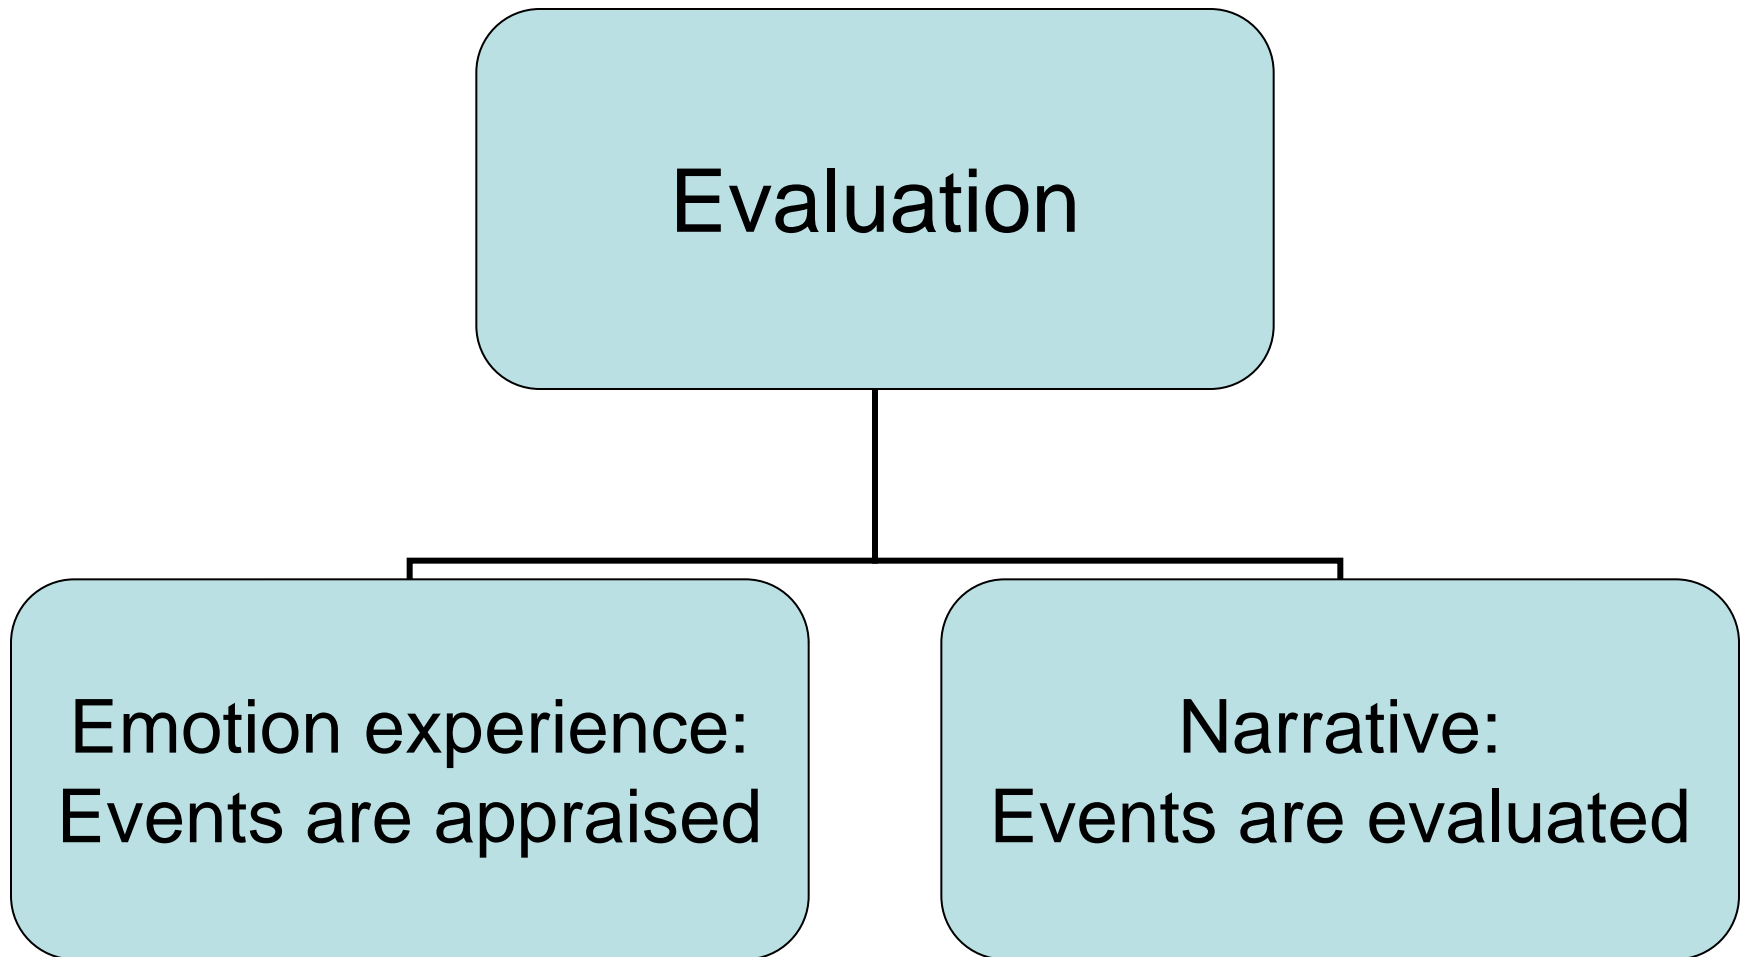 Evaluation
Emotion experience:
Events are appraised
Narrative:
Events are evaluated